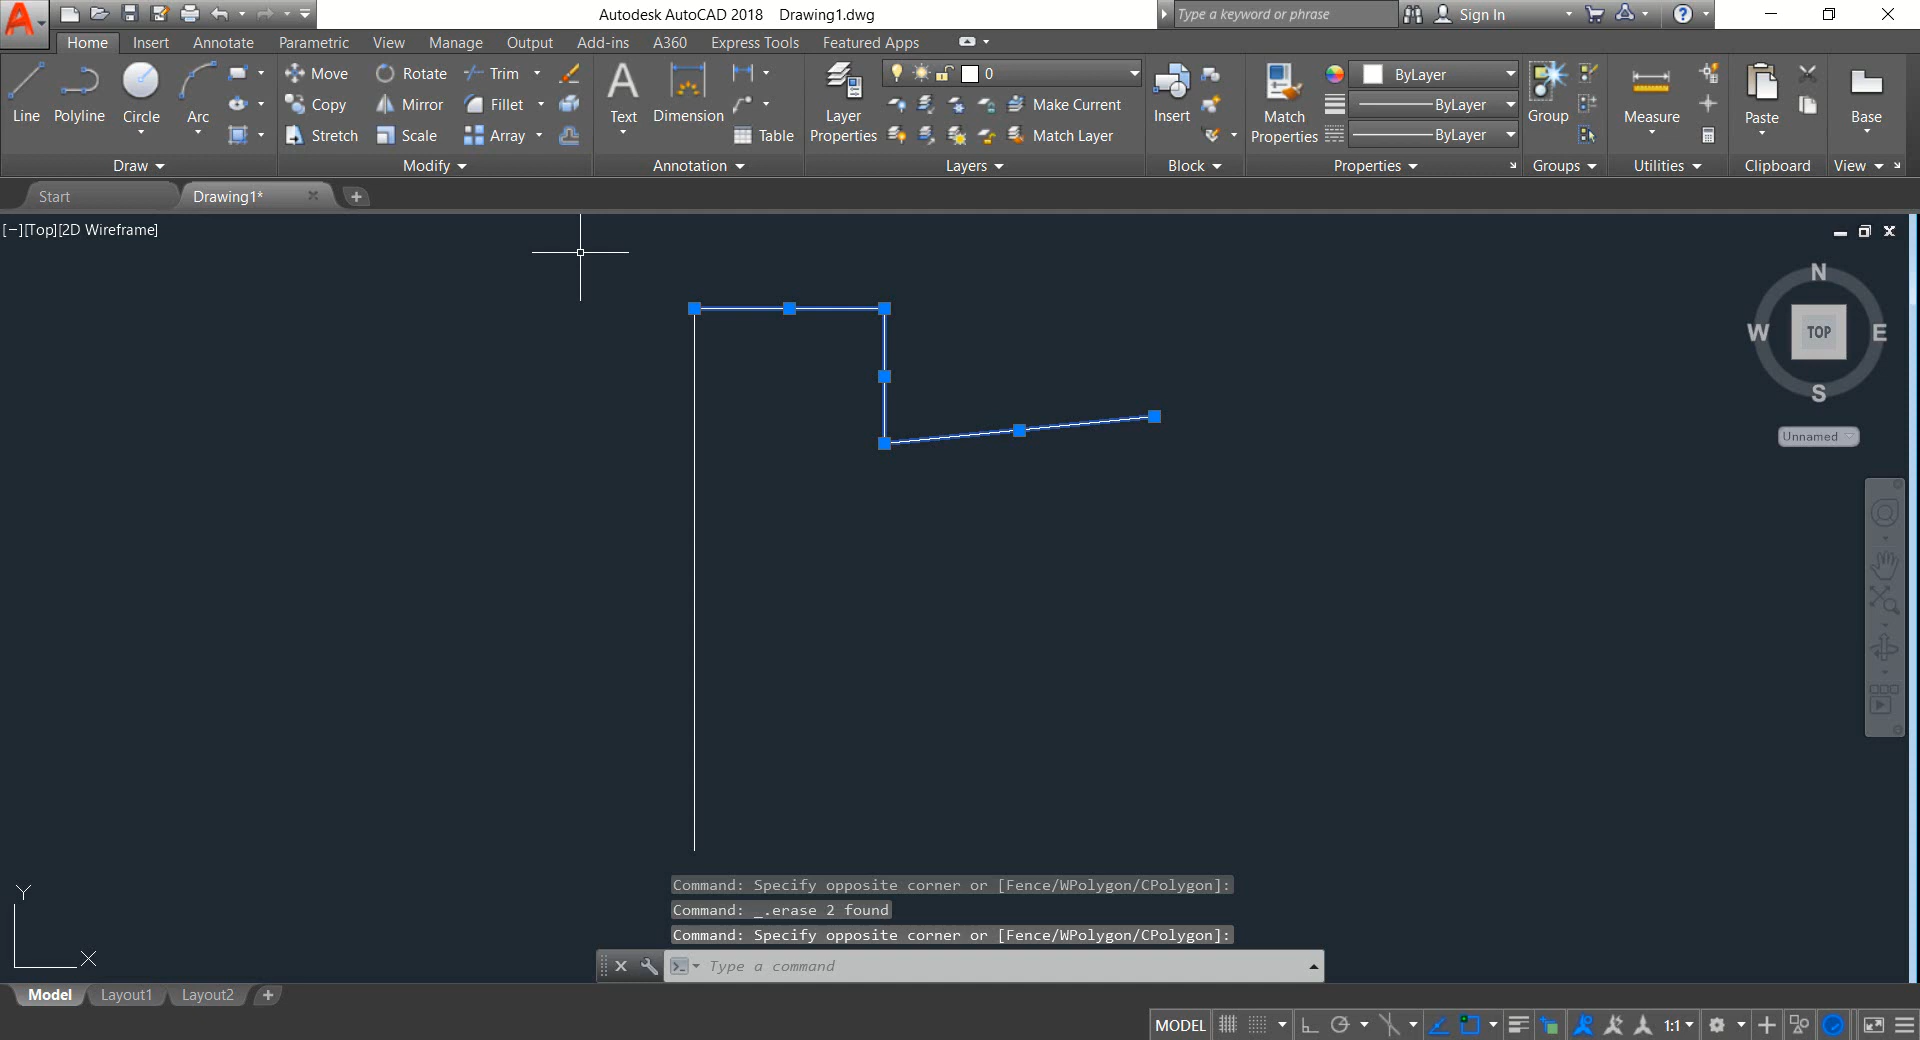 Autodesk AutoCAD 2018 Drawing1.dwg
Type a keyword or phrase
Sign In
Home Insert Annotate Parametric View Manage Output Add-ins A360 Express Tools Featured Apps
Line Polyline Circle Arc
Move Rotate Trim
Copy Mirror Fillet
Stretch Scale Array
Text Dimension Table
Layer Properties
0
Make Current
Match Layer
Insert
Match Properties
ByLayer
ByLayer
ByLayer
Group
Measure
Paste
Base
Draw Modify Annotation Layers Block Properties Groups Utilities Clipboard View
Start Drawing1*
[−][Top][2D Wireframe]
N
W TOP E
S
Unnamed
Y
X
Command: Specify opposite corner or [Fence/WPolygon/CPolygon]:
Command: _.erase 2 found
Command: Specify opposite corner or [Fence/WPolygon/CPolygon]:
Type a command
Model Layout1 Layout2
MODEL 1:1